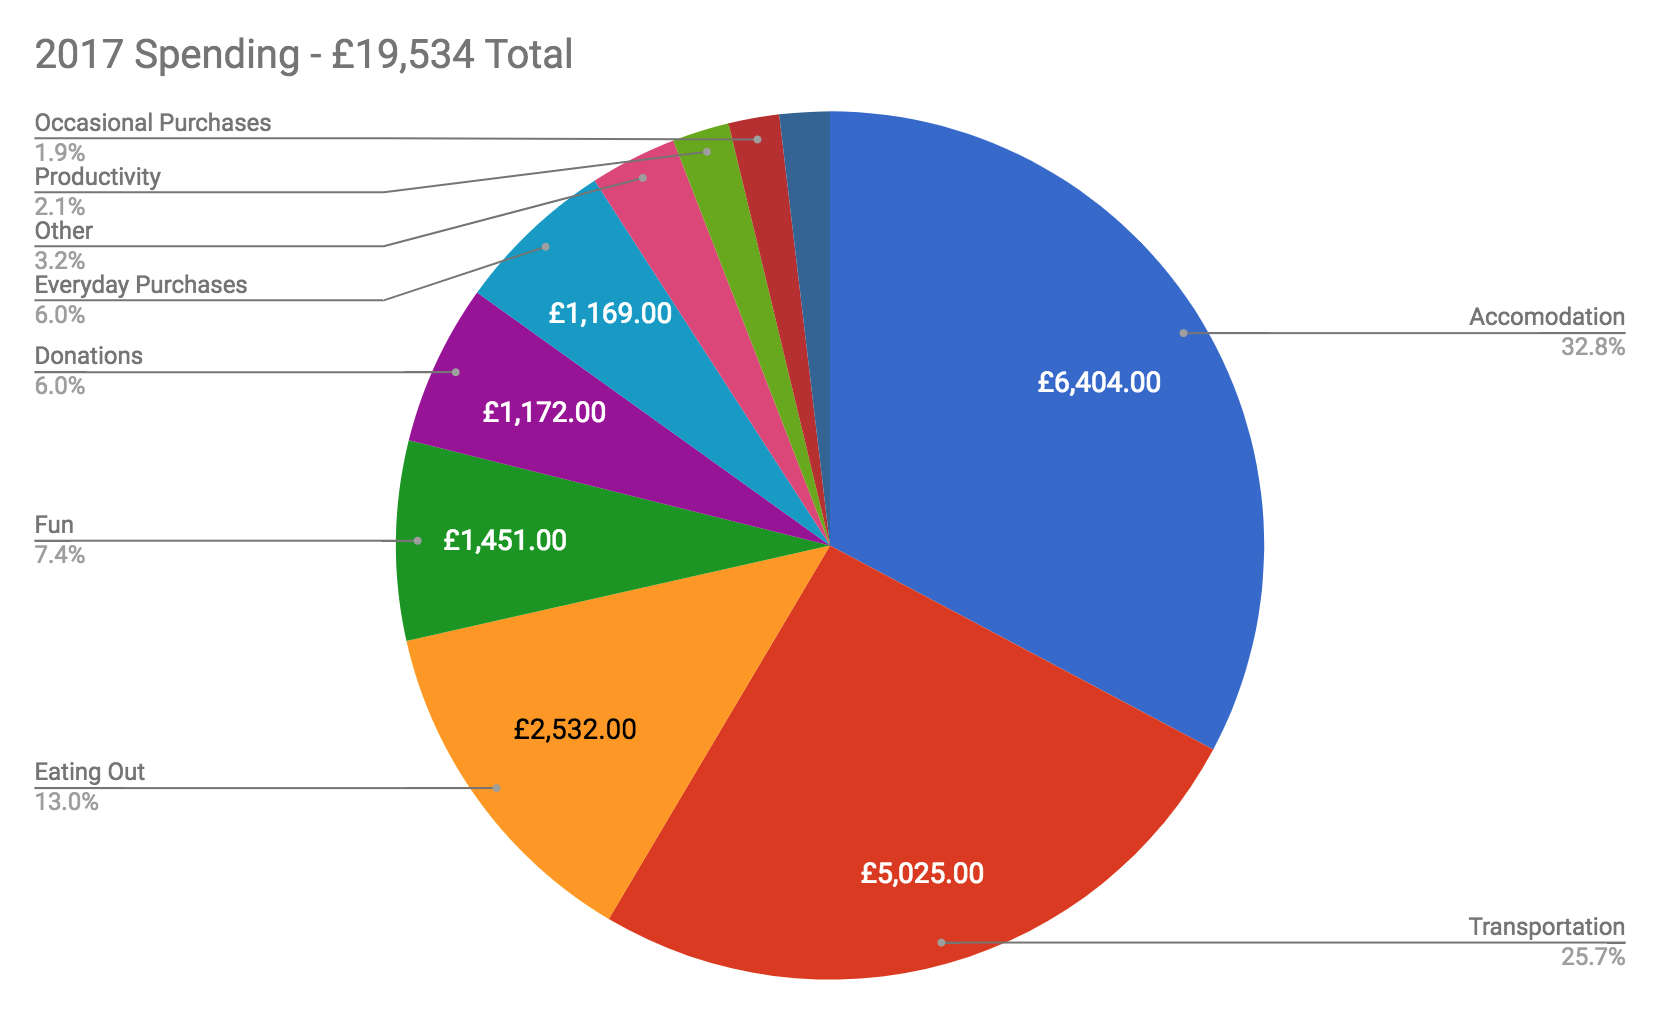 2017 Spending - £19,534 Total
Occasional Purchases
1.9%
Productivity
2.1%
Other
3.2%
Everyday Purchases
6.0%
Donations
6.0%
Fun
7.4%
Eating Out
13.0%
£1,169.00
£1,172.00
£1,451.00
£2,532.00
£6,404.00
£5,025.00
Accomodation
32.8%
Transportation
25.7%